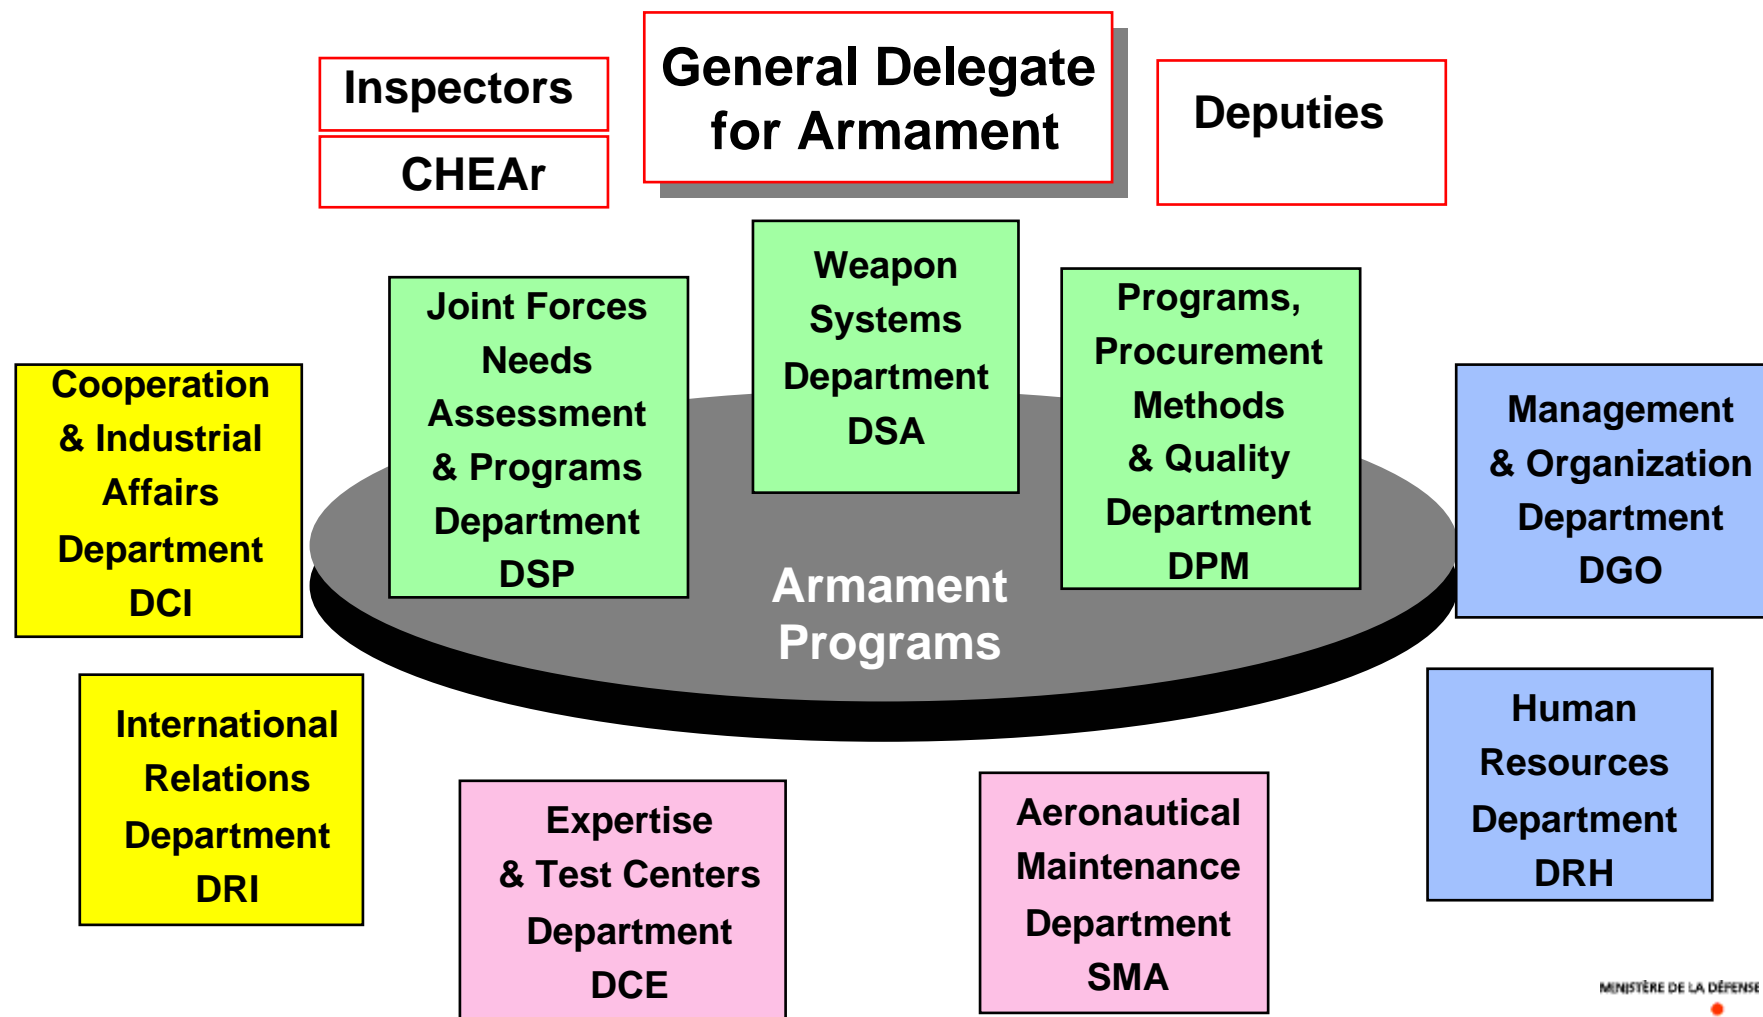 Inspectors
CHEAr
General Delegate
for Armament
Deputies
Joint Forces
Needs
Assessment
& Programs
Department
DSP
Weapon
Systems
Department
DSA
Programs,
Procurement
Methods
& Quality
Department
DPM
Cooperation
& Industrial
Affairs
Department
DCI
Management
& Organization
Department
DGO
Armament
Programs
International
Relations
Department
DRI
Expertise
& Test Centers
Department
DCE
Aeronautical
Maintenance
Department
SMA
Human
Resources
Department
DRH
MINISTÈRE DE LA DÉFENSE